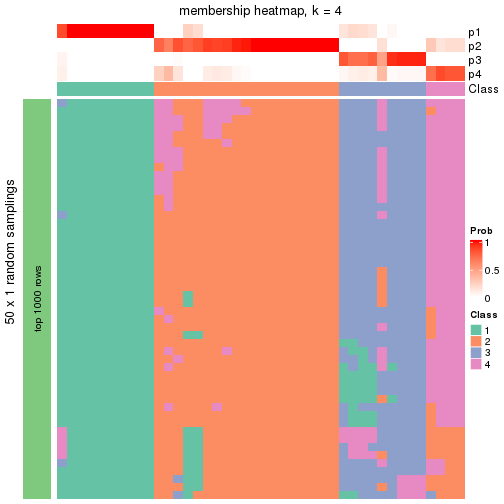 membership heatmap, k = 4
p1
p2
p3
p4
Class
50 x 1 random samplings
top 1000 rows
Prob
1
0.5
0
Class
1
2
3
4